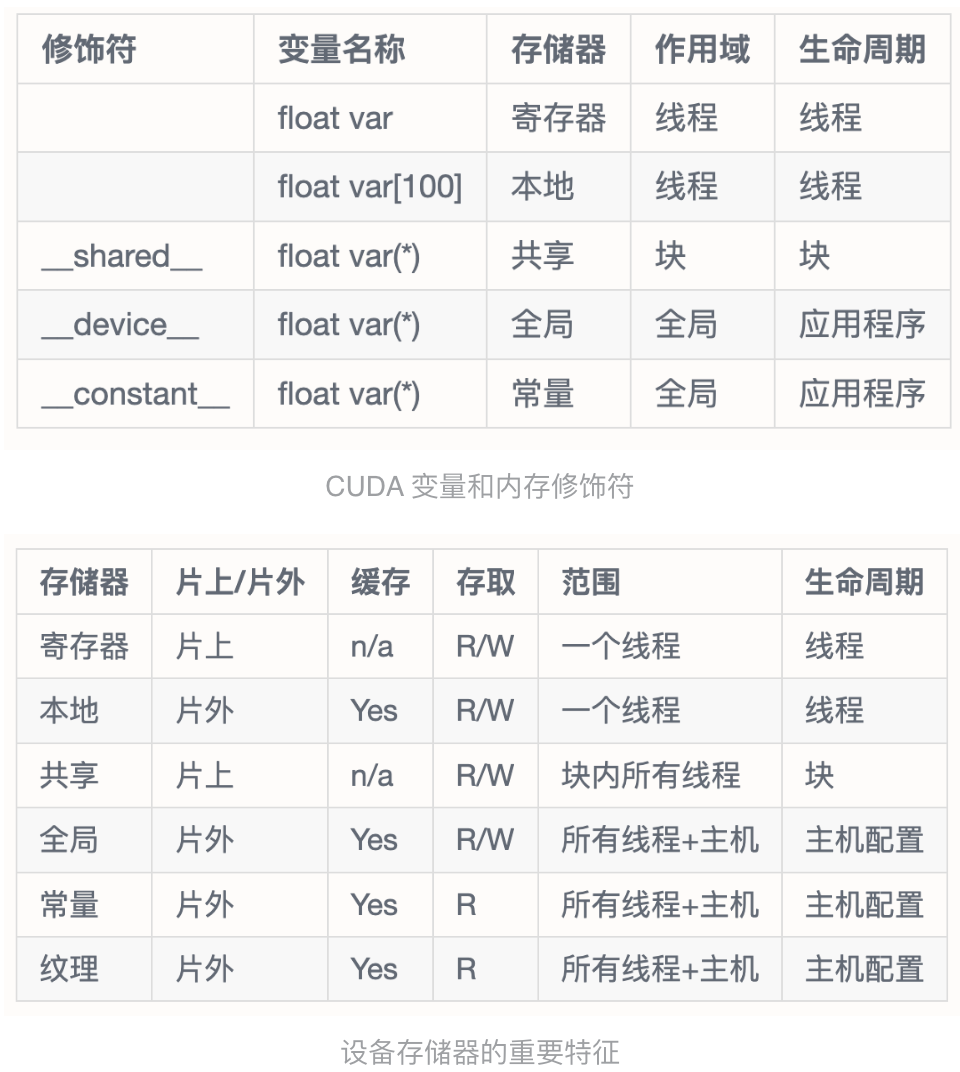 修饰符 变量名称 存储器 作用域 生命周期
float var 寄存器 线程 线程
float var[100] 本地 线程 线程
__shared__ float var(*) 共享 块 块
__device__ float var(*) 全局 全局 应用程序
__constant__ float var(*) 常量 全局 应用程序
CUDA 变量和内存修饰符
存储器 片上/片外 缓存 存取 范围 生命周期
寄存器 片上 n/a R/W 一个线程 线程
本地 片外 Yes R/W 一个线程 线程
共享 片上 n/a R/W 块内所有线程 块
全局 片外 Yes R/W 所有线程+主机 主机配置
常量 片外 Yes R 所有线程+主机 主机配置
纹理 片外 Yes R 所有线程+主机 主机配置
设备存储器的重要特征